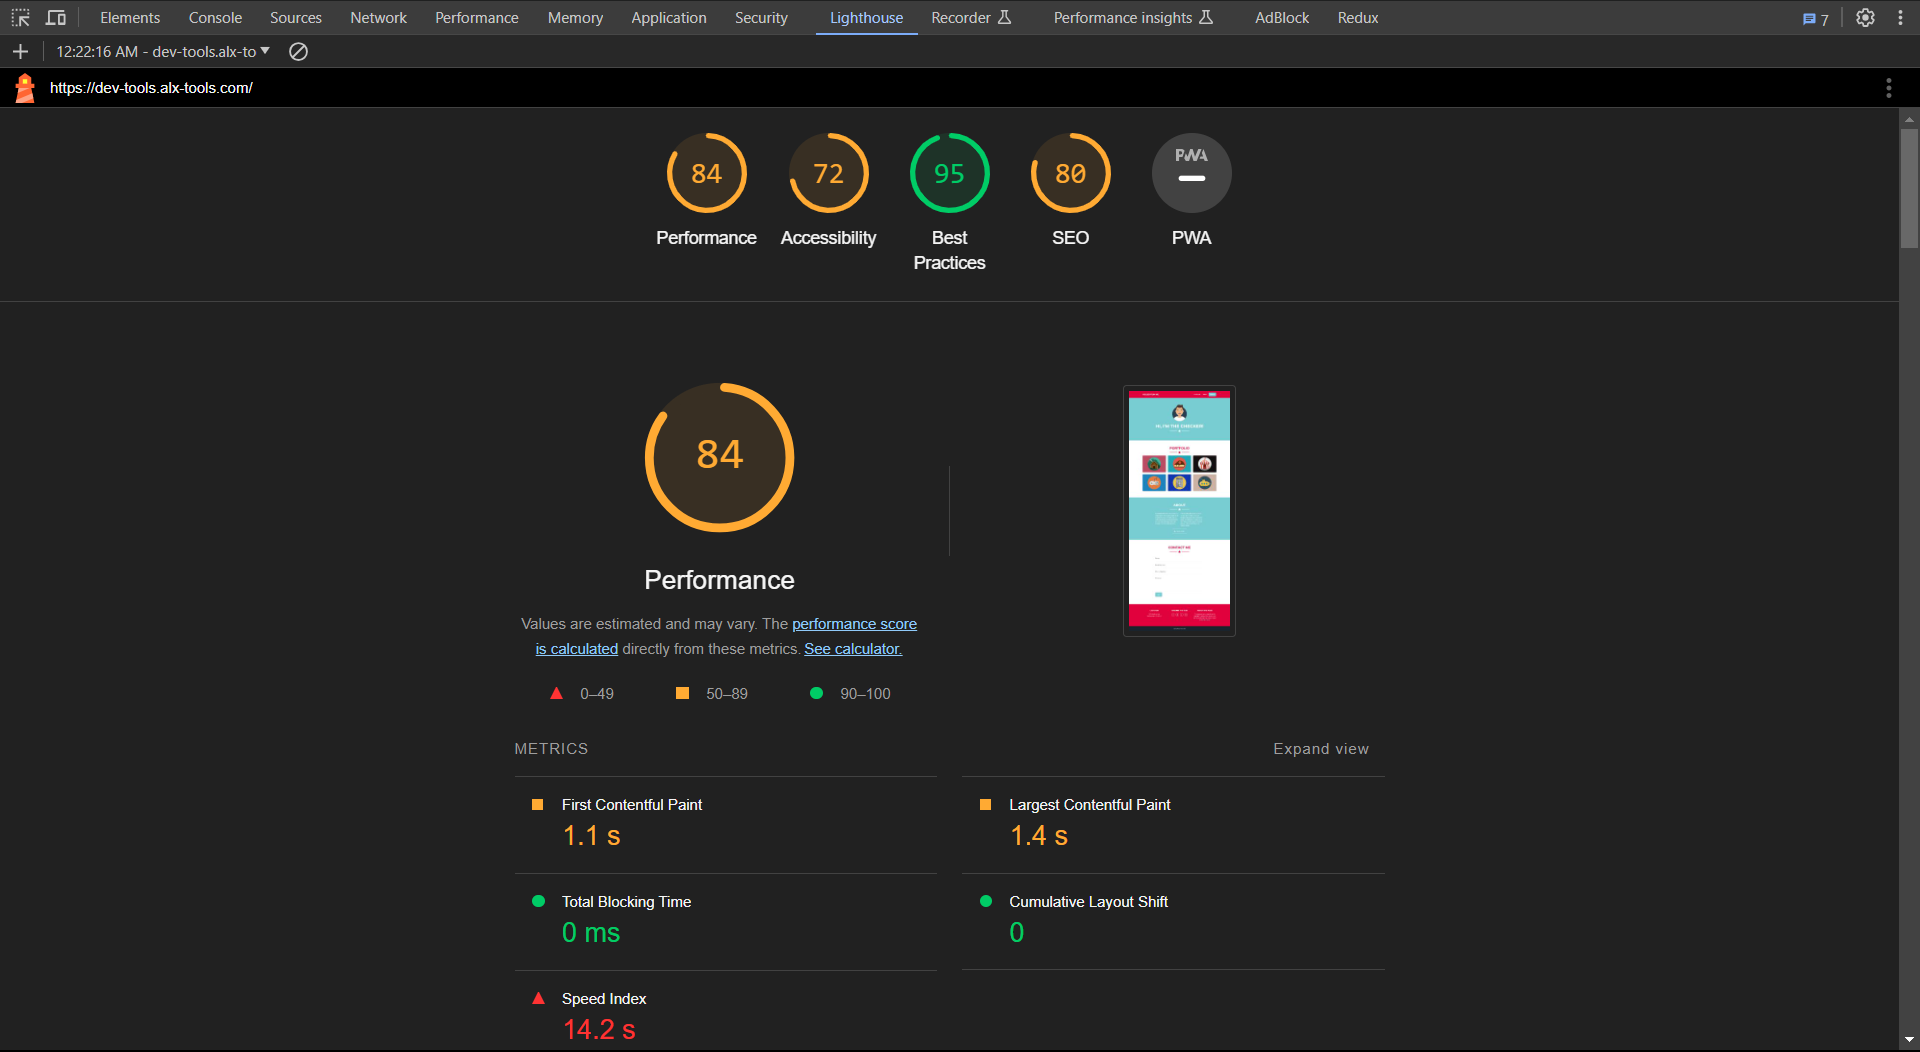 Elements Console Sources Network Performance Memory Application Security Lighthouse Recorder Performance insights AdBlock Redux 7
12:22:16 AM - dev-tools.alx-to
https://dev-tools.alx-tools.com/
84 72 95 80 PWA
Performance Accessibility Best Practices SEO PWA
84
Performance
Values are estimated and may vary. The performance score
is calculated directly from these metrics. See calculator.
0–49 50–89 90–100
METRICS Expand view
First Contentful Paint
1.1 s
Largest Contentful Paint
1.4 s
Total Blocking Time
0 ms
Cumulative Layout Shift
0
Speed Index
14.2 s
PORTFOLIO
CONTACT ME